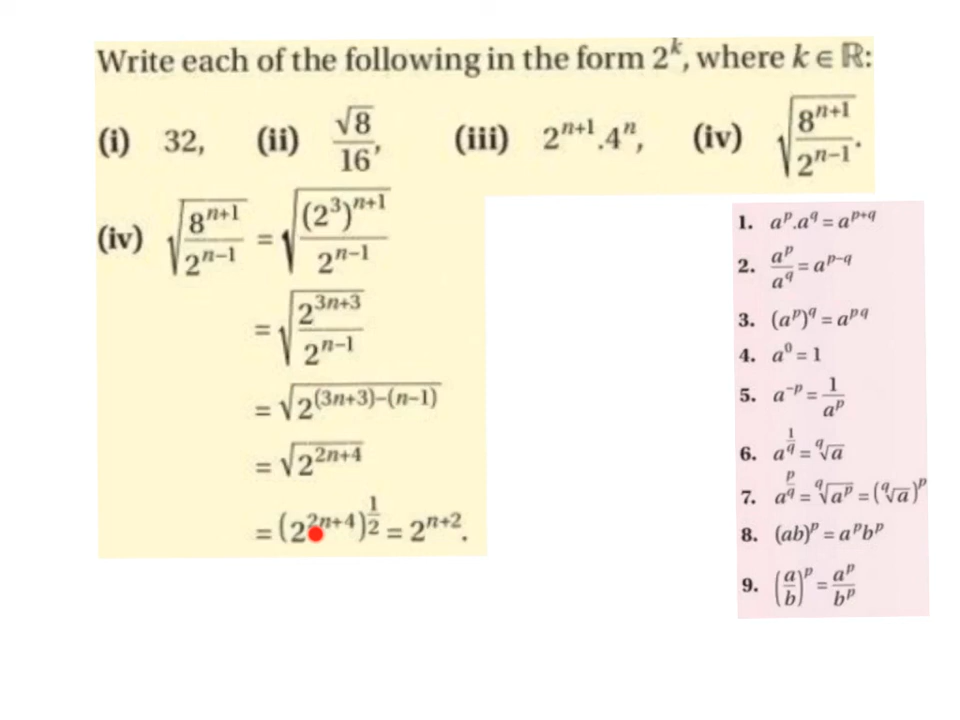 Write each of the following in the form 2^k, where k ∈ ℝ:
(i) 32, (ii) √8/16, (iii) 2^(n+1).4^n, (iv) √(8^(n+1)/2^(n−1)).
(iv) √(8^(n+1)/2^(n−1)) = √((2^3)^(n+1)/2^(n−1))
= √(2^(3n+3)/2^(n−1))
= √(2^((3n+3)−(n−1)))
= √(2^(2n+4))
= (2^(2n+4))^(1/2) = 2^(n+2).
1. a^p.a^q = a^(p+q)
2. a^p/a^q = a^(p−q)
3. (a^p)^q = a^(pq)
4. a^0 = 1
5. a^(−p) = 1/a^p
6. a^(1/q) = ^q√a
7. a^(p/q) = ^q√(a^p) = (^q√a)^p
8. (ab)^p = a^p b^p
9. (a/b)^p = a^p/b^p